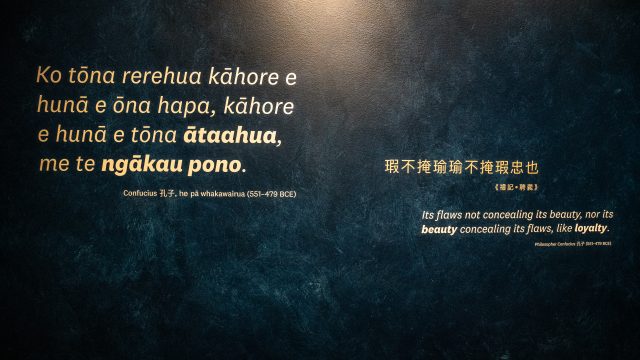 Ko tōna rerehua kāhore e
hunā e ōna hapa, kāhore
e hunā e tōna ātaahua,
me te ngākau pono.
Confucius 孔子, he pā whakawairua (551–479 BCE)
瑕不掩瑜瑜不掩瑕忠也
《禮記•聘義》
Its flaws not concealing its beauty, nor its
beauty concealing its flaws, like loyalty.
Philosopher Confucius 孔子 (551–479 BCE)